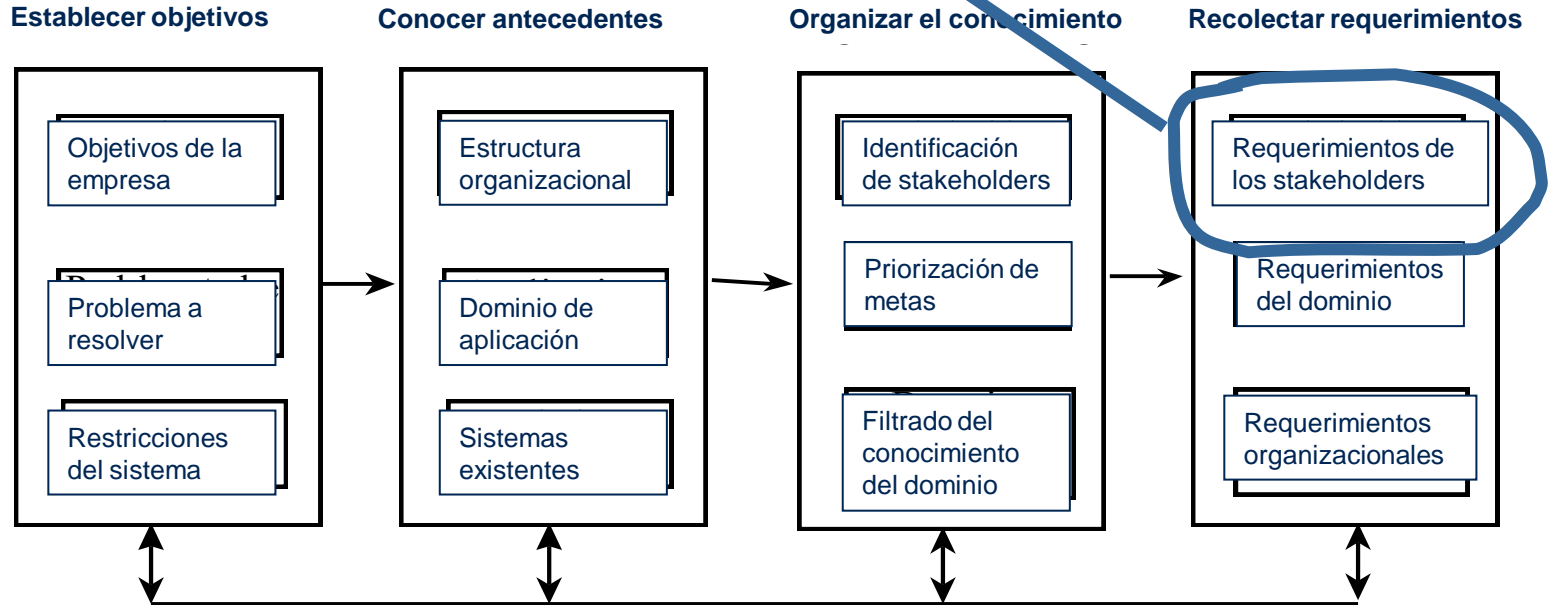 Establecer objetivos
Conocer antecedentes
Organizar el conocimiento
Recolectar requerimientos
Objetivos de la
empresa
Problema a
resolver
Restricciones
del sistema
Estructura
organizacional
Dominio de
aplicación
Sistemas
existentes
Identificación
de stakeholders
Priorización de
metas
Filtrado del
conocimiento
del dominio
Requerimientos de
los stakeholders
Requerimientos
del dominio
Requerimientos
organizacionales